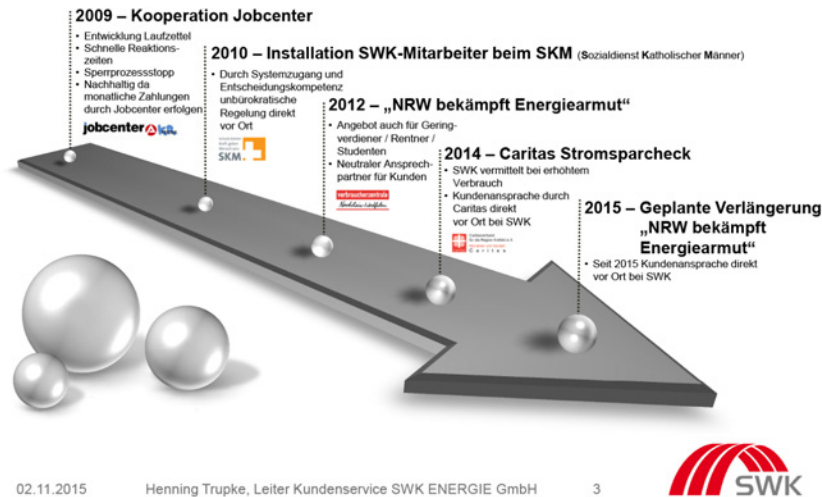 2009 – Kooperation Jobcenter
• Entwicklung Laufzettel
• Schnelle Reaktions-
zeiten
• Sperrprozessstopp
• Nachhaltig da
monatliche Zahlungen
durch Jobcenter erfolgen
jobcenter
2010 – Installation SWK-Mitarbeiter beim SKM (Sozialdienst Katholischer Männer)
• Durch Systemzugang und
Entscheidungskompetenz
unbürokratische
Regelung direkt
vor Ort
SKM
2012 – „NRW bekämpft Energiearmut“
• Angebot auch für Gering-
verdiener / Rentner /
Studenten
• Neutraler Ansprech-
partner für Kunden
verbraucherzentrale
Nordrhein-Westfalen
2014 – Caritas Stromsparcheck
• SWK vermittelt bei erhöhtem
Verbrauch
• Kundenansprache durch
Caritas direkt
vor Ort bei SWK
Caritas
2015 – Geplante Verlängerung
„NRW bekämpft
Energiearmut“
• Seit 2015 Kundenansprache direkt
vor Ort bei SWK
02.11.2015 Henning Trupke, Leiter Kundenservice SWK ENERGIE GmbH 3
SWK